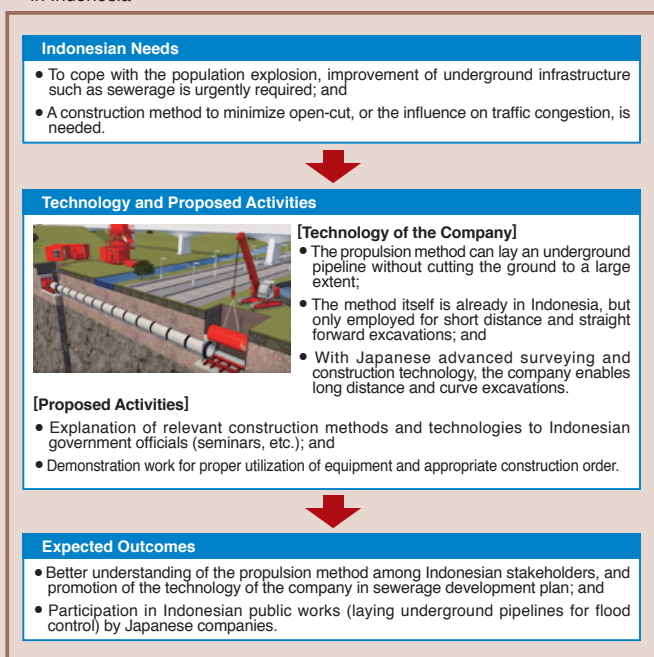 in Indonesia
Indonesian Needs
● To cope with the population explosion, improvement of underground infrastructure
such as sewerage is urgently required; and
● A construction method to minimize open-cut, or the influence on traffic congestion, is
needed.
Technology and Proposed Activities
[Technology of the Company]
● The propulsion method can lay an underground
pipeline without cutting the ground to a large
extent;
● The method itself is already in Indonesia, but
only employed for short distance and straight
forward excavations; and
● With Japanese advanced surveying and
construction technology, the company enables
long distance and curve excavations.
[Proposed Activities]
● Explanation of relevant construction methods and technologies to Indonesian
government officials (seminars, etc.); and
● Demonstration work for proper utilization of equipment and appropriate construction order.
Expected Outcomes
● Better understanding of the propulsion method among Indonesian stakeholders, and
promotion of the technology of the company in sewerage development plan; and
● Participation in Indonesian public works (laying underground pipelines for flood
control) by Japanese companies.